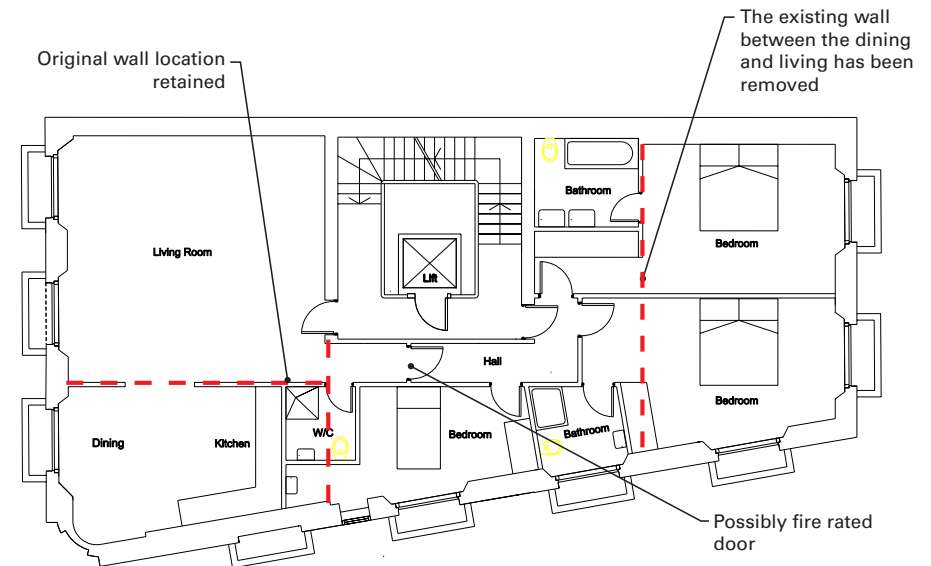 The existing wall
between the dining
and living has been
removed
Original wall location
retained
Bathroom
Living Room
Bedroom
Lift
Hall
Bedroom
Dining
Kitchen
W/C
Bedroom
Bathroom
Possibly fire rated
door